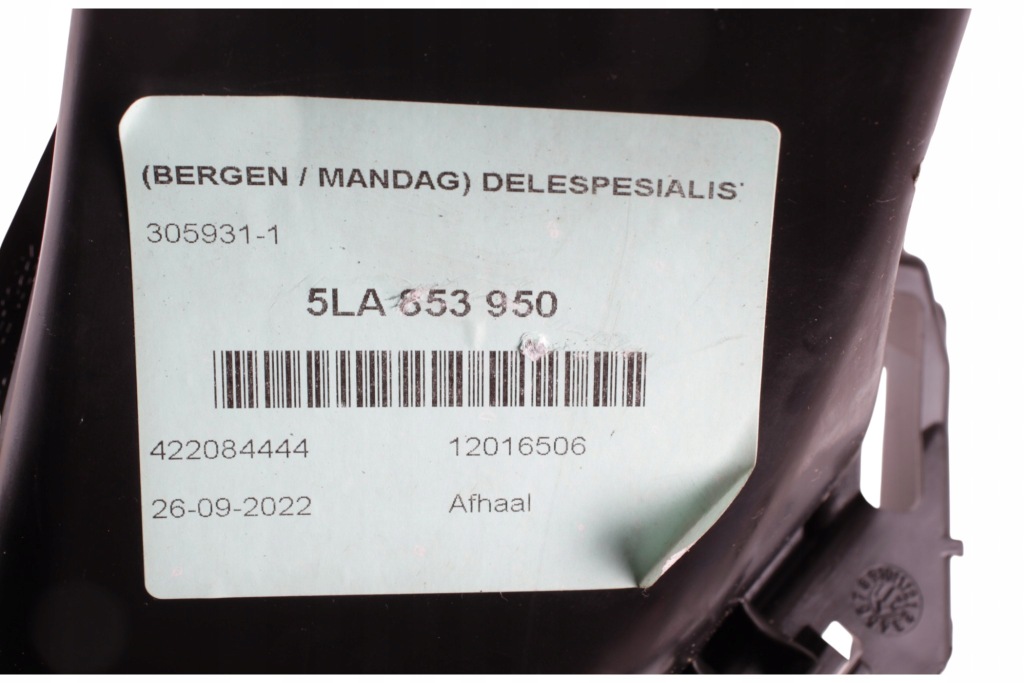 (BERGEN / MANDAG) DELESPESIALIS
305931-1
5LA 853 950
422084444 12016506
26-09-2022 Afhaal